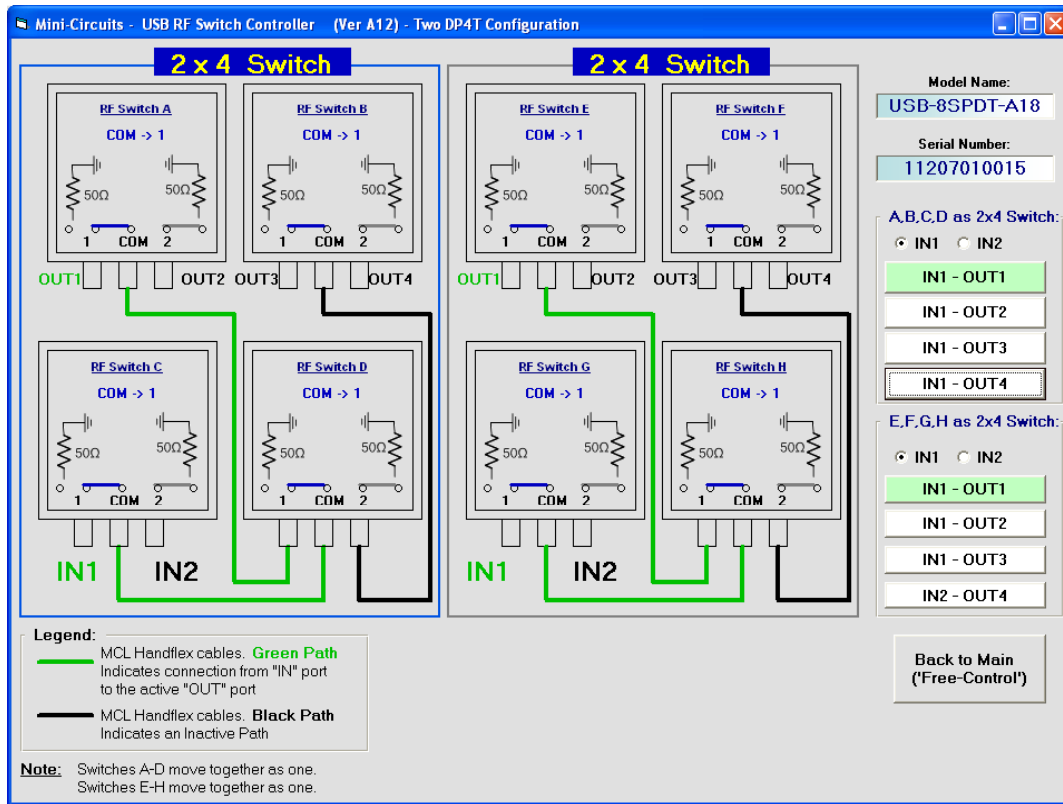 Mini-Circuits - USB RF Switch Controller (Ver A12) - Two DP4T Configuration
2 x 4 Switch
RF Switch A
COM -> 1
50Ω
50Ω
1 COM 2
RF Switch B
COM -> 1
50Ω
50Ω
1 COM 2
OUT1
OUT2
OUT3
OUT4
RF Switch C
COM -> 1
50Ω
50Ω
1 COM 2
RF Switch D
COM -> 1
50Ω
50Ω
1 COM 2
IN1
IN2
2 x 4 Switch
RF Switch E
COM -> 1
50Ω
50Ω
1 COM 2
RF Switch F
COM -> 1
50Ω
50Ω
1 COM 2
OUT1
OUT2
OUT3
OUT4
RF Switch G
COM -> 1
50Ω
50Ω
1 COM 2
RF Switch H
COM -> 1
50Ω
50Ω
1 COM 2
IN1
IN2
Model Name:
USB-8SPDT-A18
Serial Number:
11207010015
A,B,C,D as 2x4 Switch:
IN1 IN2
IN1 - OUT1
IN1 - OUT2
IN1 - OUT3
IN1 - OUT4
E,F,G,H as 2x4 Switch:
IN1 IN2
IN1 - OUT1
IN1 - OUT2
IN1 - OUT3
IN2 - OUT4
Back to Main
('Free-Control')
Legend:
MCL Handflex cables. Green Path
Indicates connection from "IN" port
to the active "OUT" port
MCL Handflex cables. Black Path
Indicates an Inactive Path
Note: Switches A-D move together as one.
Switches E-H move together as one.